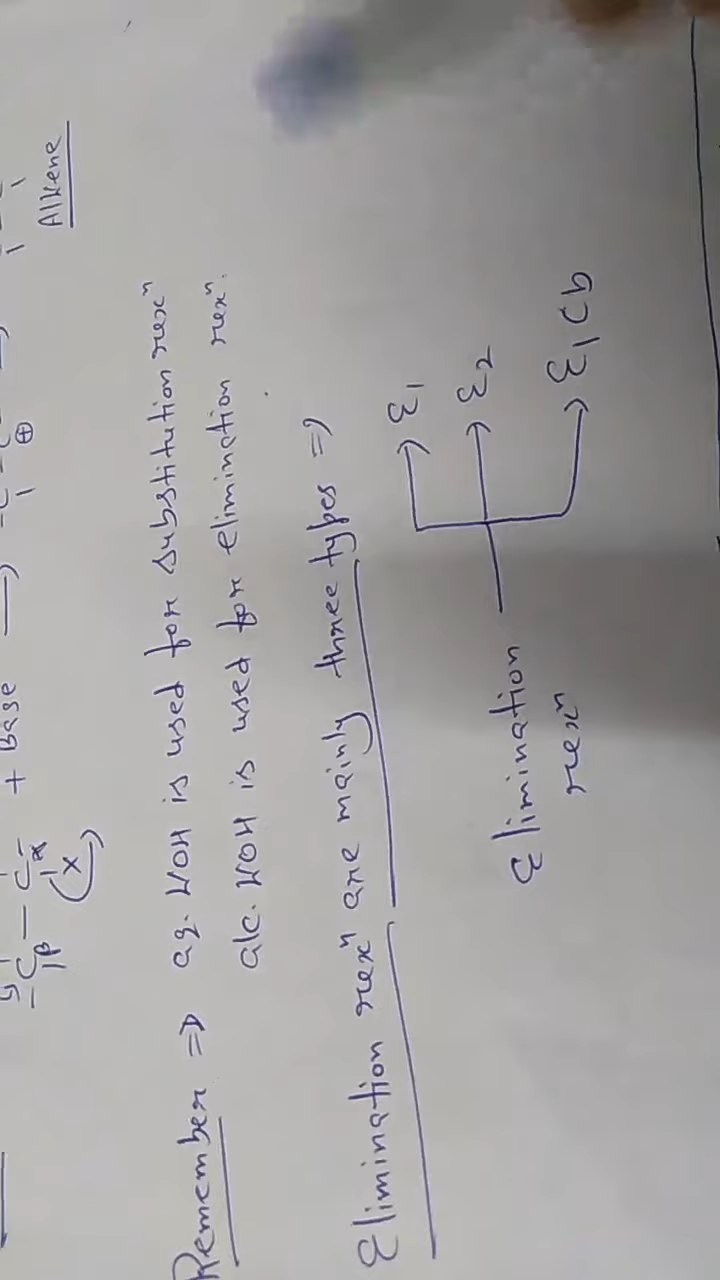 + Base
Alkene
Remember ⇒ aq. KOH is used for substitution rexⁿ
alc. KOH is used for elimination rexⁿ.
Elimination rexⁿ are mainly three types ⇒
Elimination
rexⁿ
E1
E2
E1cb